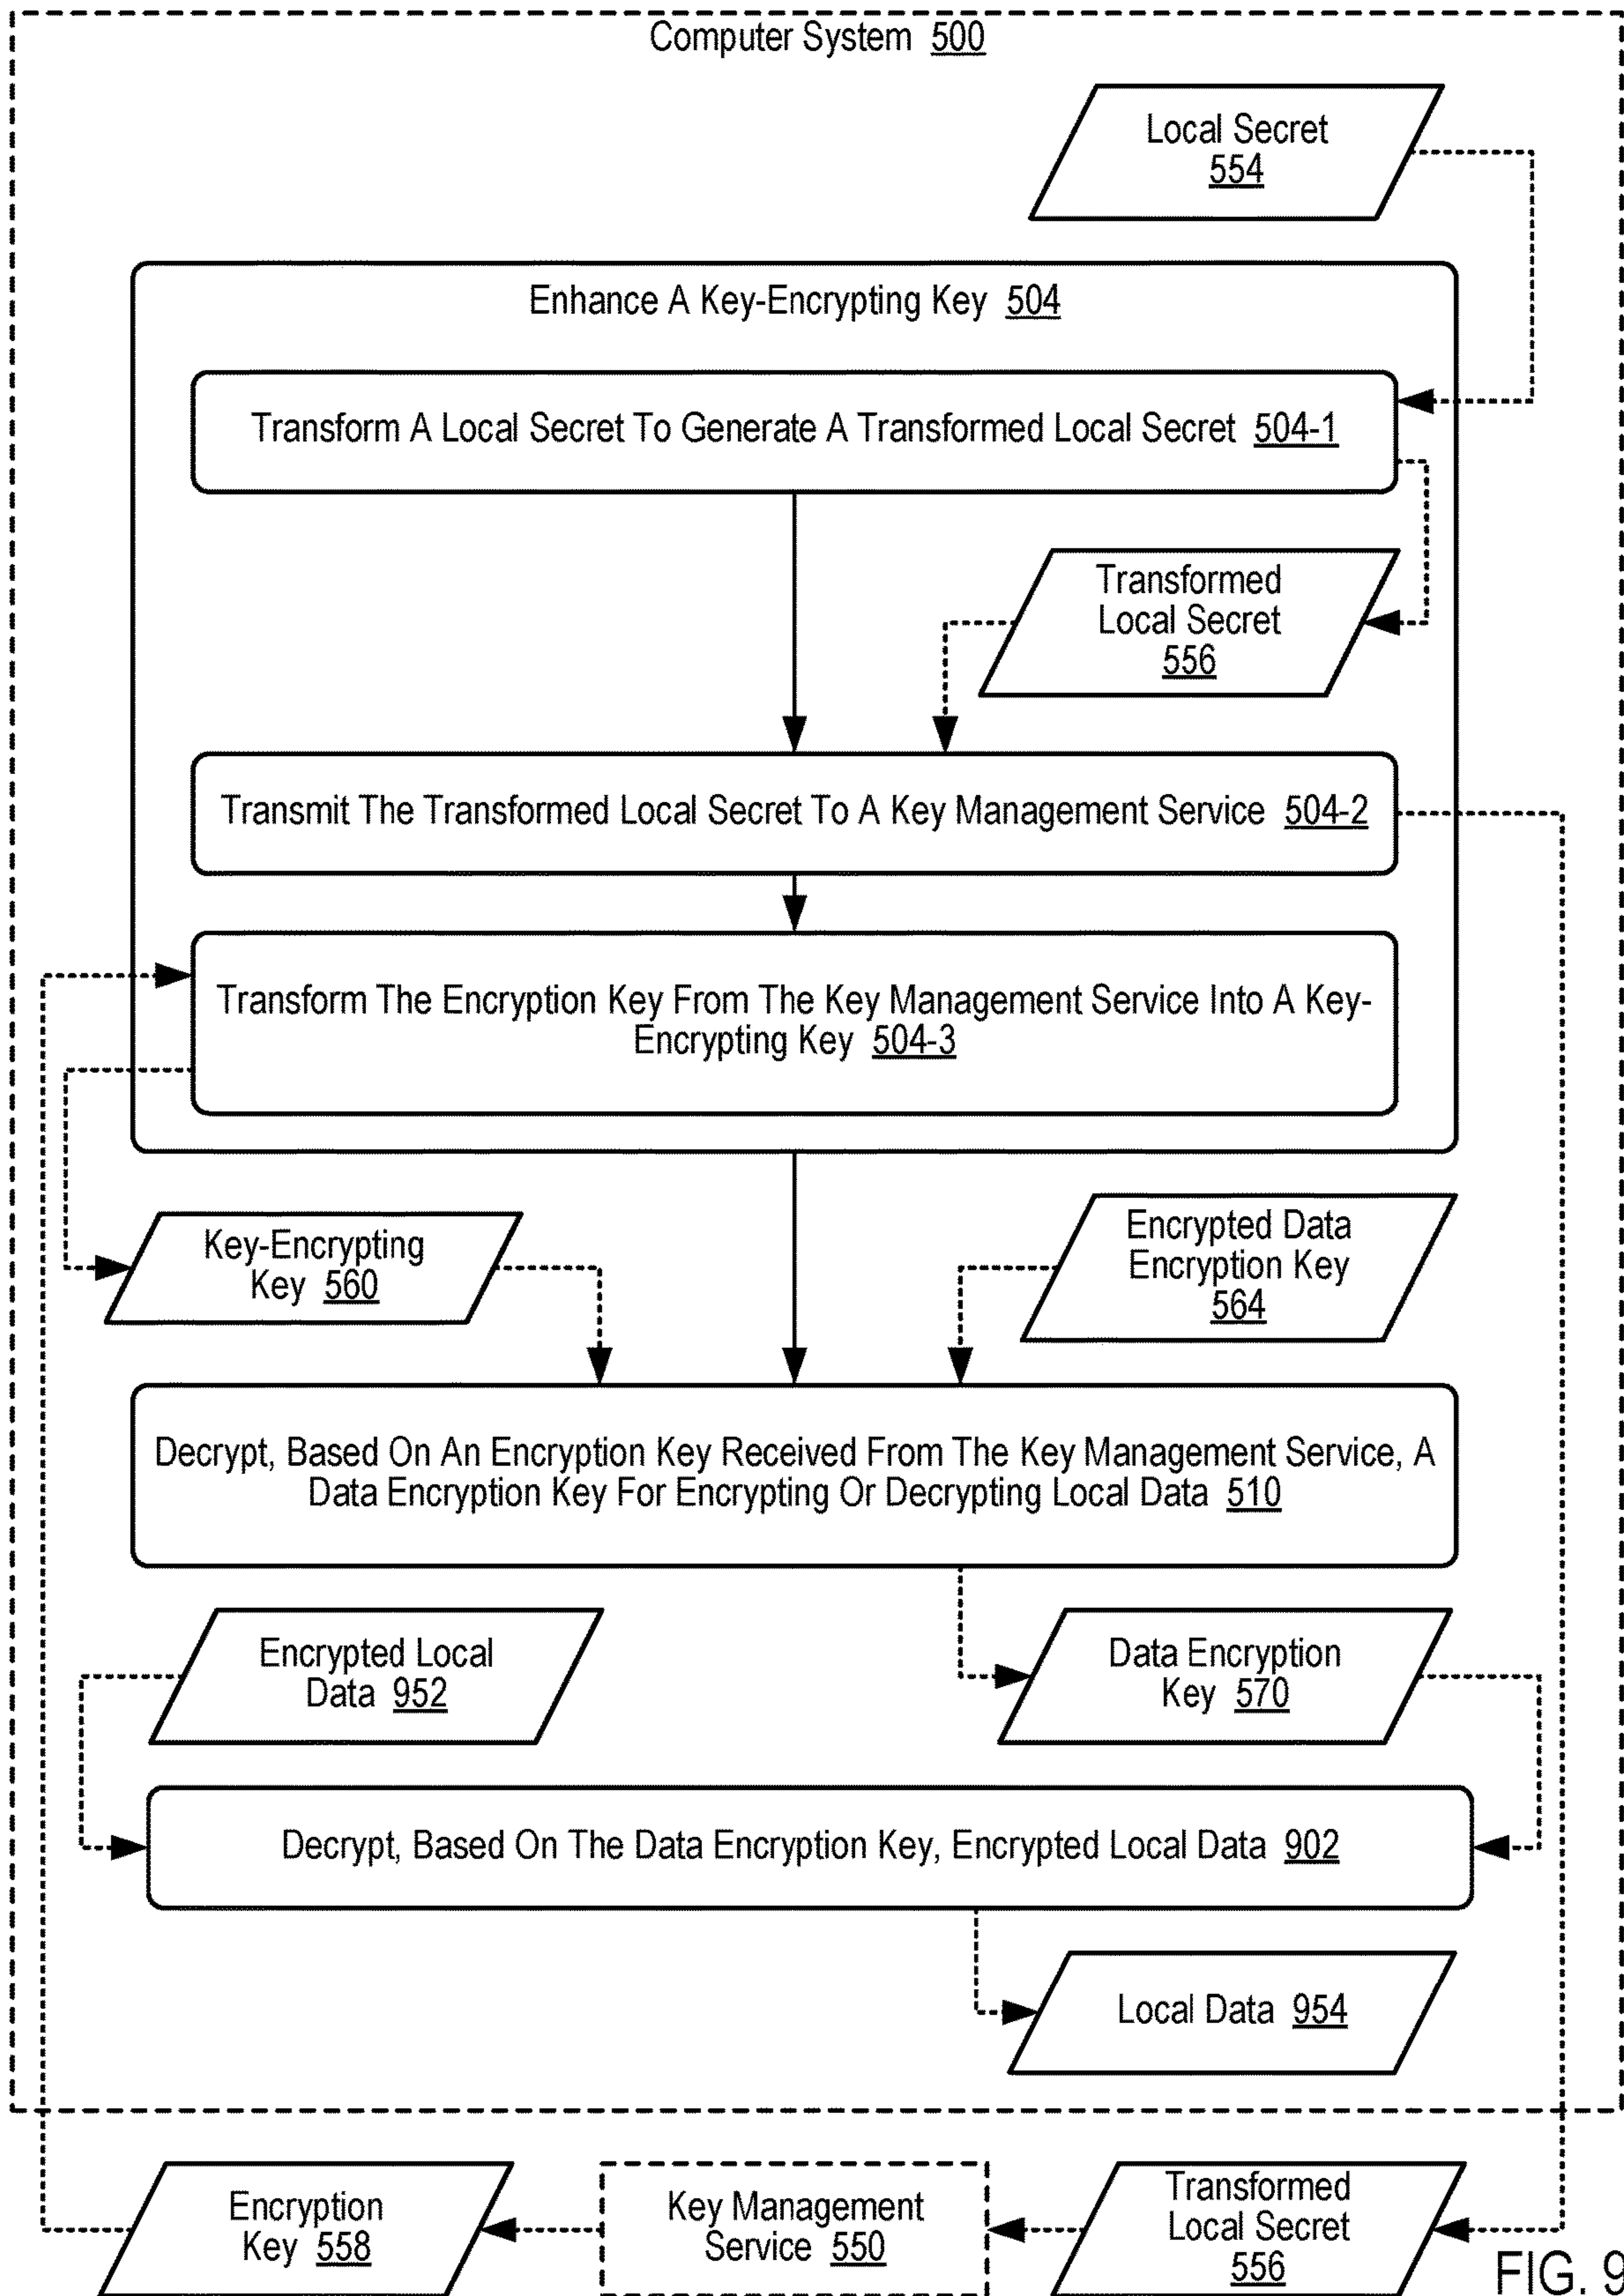 Computer System 500
Local Secret
554
Enhance A Key-Encrypting Key 504
Transform A Local Secret To Generate A Transformed Local Secret 504-1
Transformed
Local Secret
556
Transmit The Transformed Local Secret To A Key Management Service 504-2
Transform The Encryption Key From The Key Management Service Into A Key-
Encrypting Key 504-3
Key-Encrypting
Key 560
Encrypted Data
Encryption Key
564
Decrypt, Based On An Encryption Key Received From The Key Management Service, A
Data Encryption Key For Encrypting Or Decrypting Local Data 510
Encrypted Local
Data 952
Data Encryption
Key 570
Decrypt, Based On The Data Encryption Key, Encrypted Local Data 902
Local Data 954
Encryption
Key 558
Key Management
Service 550
Transformed
Local Secret
556
FIG. 9